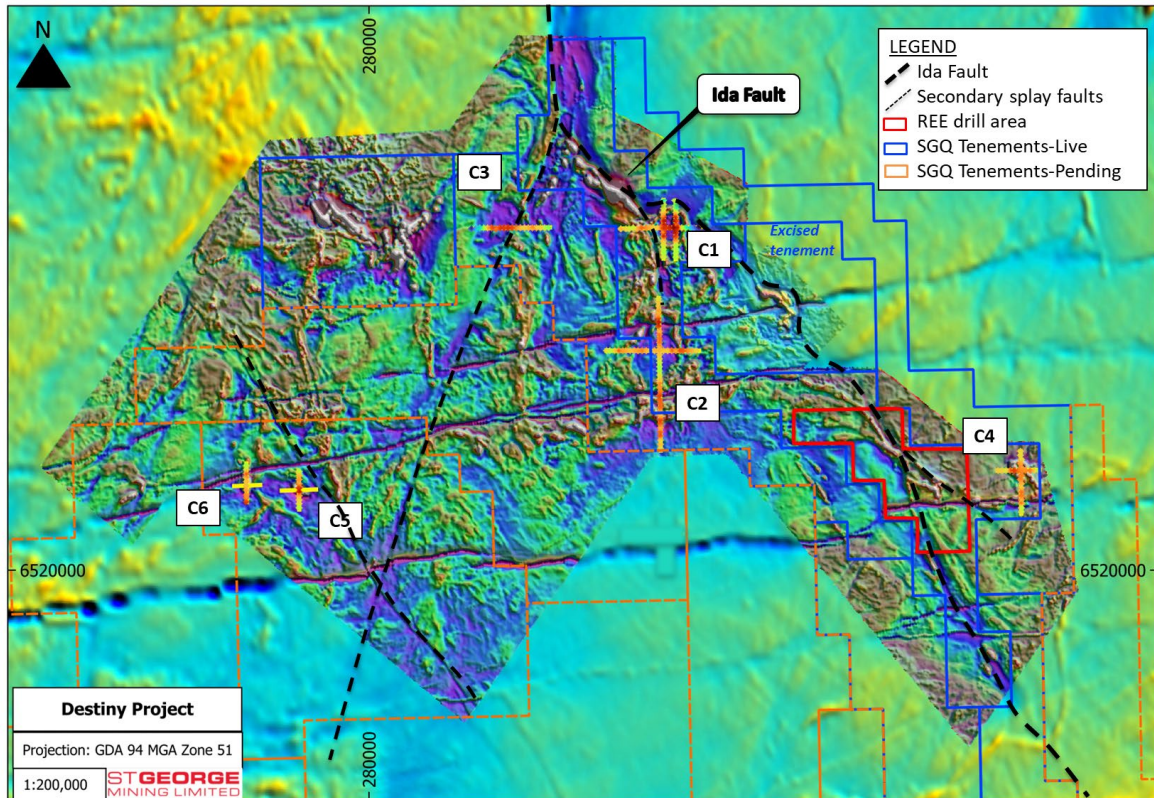 N
280000
LEGEND
Ida Fault
Secondary splay faults
REE drill area
SGQ Tenements-Live
SGQ Tenements-Pending
Ida Fault
C3
C1
Excised
tenement
C2
C4
C6
C5
6520000
6520000
Destiny Project
Projection: GDA 94 MGA Zone 51
1:200,000
STGEORGE
MINING LIMITED
280000